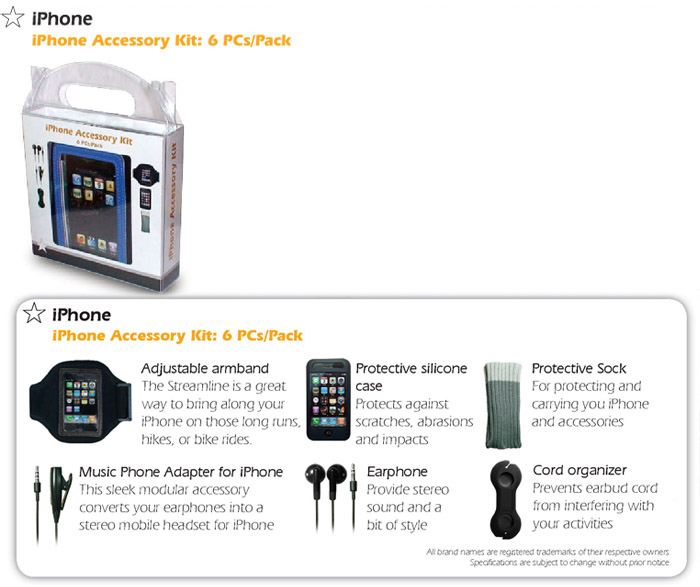 iPhone
iPhone Accessory Kit: 6 PCs/Pack
iPhone Accessory Kit
6 PCs/Pack
iPhone Accessory Kit
iPhone
iPhone Accessory Kit: 6 PCs/Pack
Adjustable armband
The Streamline is a great
way to bring along your
iPhone on those long runs,
hikes, or bike rides.
Protective silicone
case
Protects against
scratches, abrasions
and impacts
Protective Sock
For protecting and
carrying you iPhone
and accessories
Music Phone Adapter for iPhone
This sleek modular accessory
converts your earphones into a
stereo mobile headset for iPhone
Earphone
Provide stereo
sound and a
bit of style
Cord organizer
Prevents earbud cord
from interfering with
your activities
All brand names are registered trademarks of their respective owners.
Specifications are subject to change without prior notice.